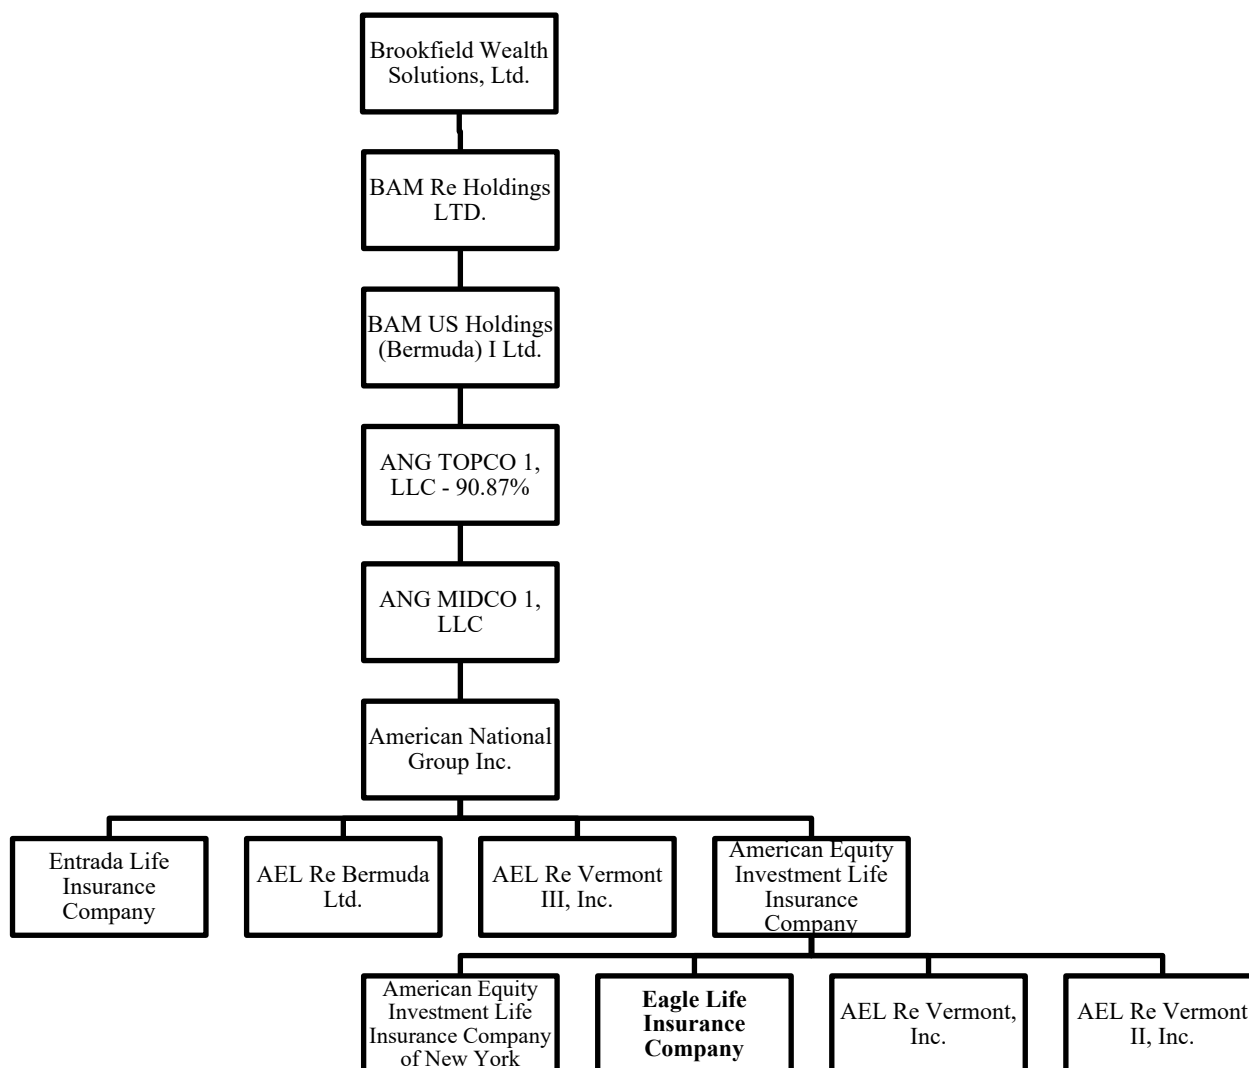 Brookfield Wealth
Solutions, Ltd.
BAM Re Holdings
LTD.
BAM US Holdings
(Bermuda) I Ltd.
ANG TOPCO 1,
LLC - 90.87%
ANG MIDCO 1,
LLC
American National
Group Inc.
Entrada Life
Insurance
Company
AEL Re Bermuda
Ltd.
AEL Re Vermont
III, Inc.
American Equity
Investment Life
Insurance
Company
American Equity
Investment Life
Insurance Company
of New York
Eagle Life
Insurance
Company
AEL Re Vermont,
Inc.
AEL Re Vermont
II, Inc.